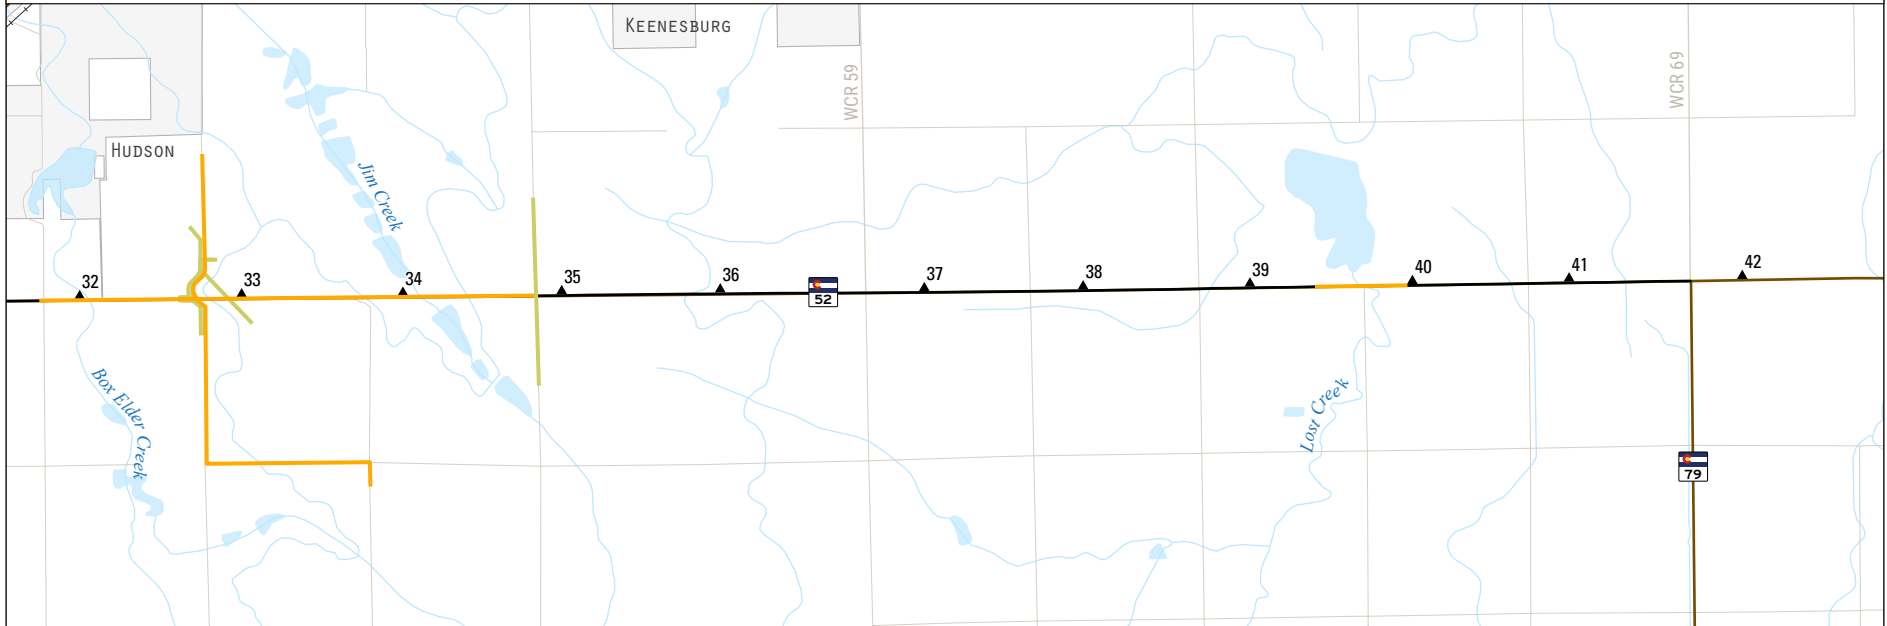 KEENESBURG
WCR 59
WCR 69
HUDSON
Jim Creek
32
33
34
35
36
52
37
38
39
40
41
42
Box Elder Creek
Lost Creek
79